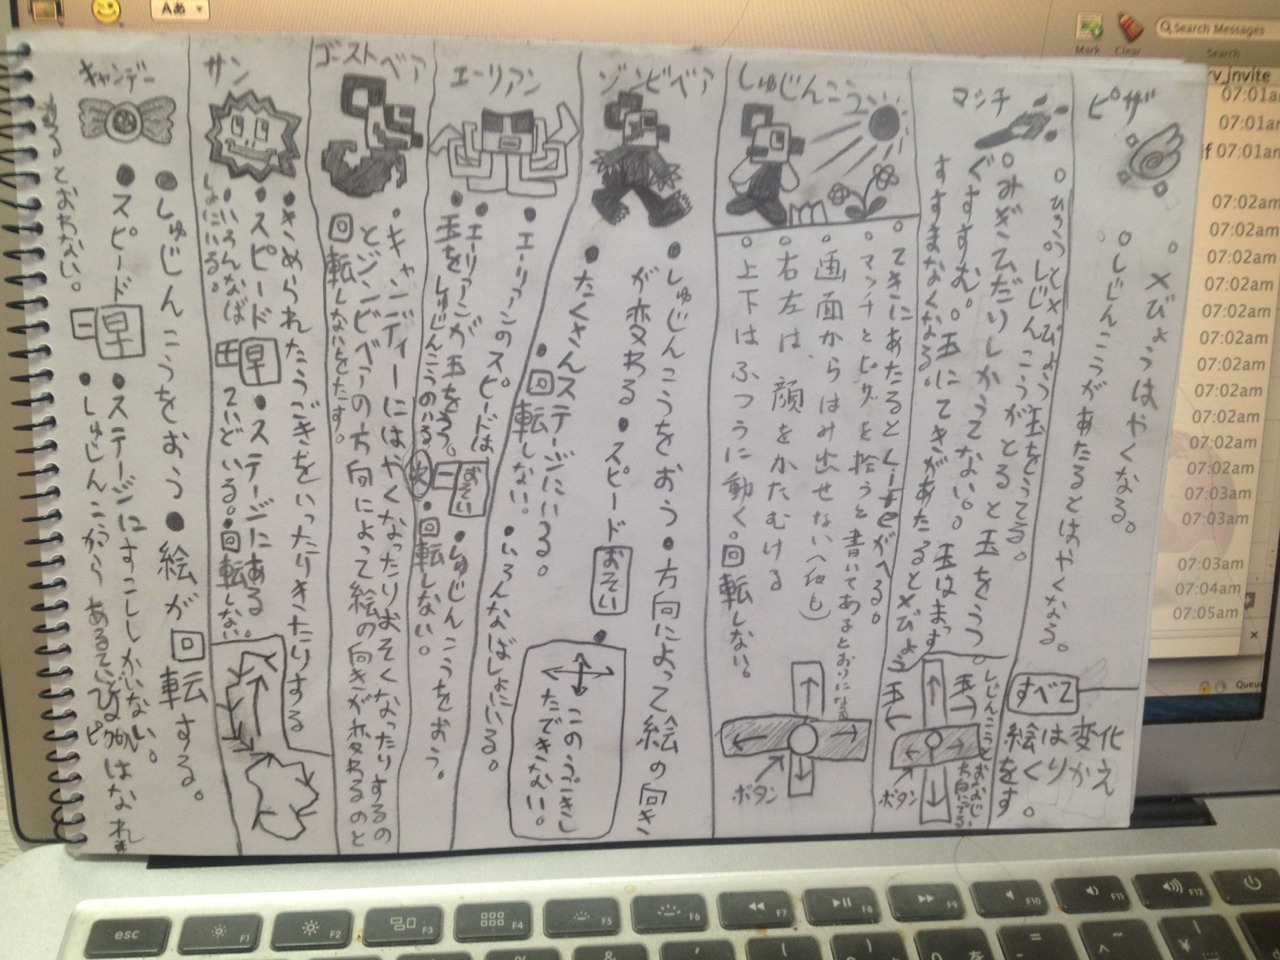 ピザ
。×びょうはやくなる。
。しじんこうがあたるとはやくなる。
すべて
絵は変化
くりかえ
をす
。
マチ
。ひろうと×びょう玉をうてる。
。しじんこうがとると玉をうつ。
。みぎひだりしかうてない。。玉はまっす
ぐすすむ。。玉にてきがあたると×びょう
すすまなくなる。
玉
玉
ボタン
しゅじんこう
。てきにあたるとLifeがへる。
。マッチとピザを拾うと書いてあるとおりになる
。画面からはみ出せない(何も)
。右左は、顔をかたむける
。上下はふつうに動く。回転しない。
ボタン
ゾンビベア
・しゅじんこうをおう・方向によって絵の向き
が変わる・スピードおそい
・たくさんステージにいる。
・回転しない。
このうごきし
たできない。
エーリアン
・エーリアンのスピードは おそい
・いろんなばしょにいる。
・エーリアンが玉をうつ。
・しゅじんこうをおう。
玉をしゅじんこうのいる
・回転しない。
ゴーストベア
・キャンディーにはやくなったりおそくなったりするの
とゾンビベアの方向によって絵の向きが変わるのと
回転しないをたす。
サン
・きめられたうごきをいったりきたりする
・スピード早・ステージにある
・いろんなば
ていどいる。・回転しない。
しょにいる。
キャンデー
・しゅじんこうをおう・絵が回転する。
・スピード早・ステージにすこししかいない。
・しゅじんこうから あるていど
はなれ
るとおわない。
esc
F1
F2
F3
F4
F5
F6
F7
F8
F9
F10
F11
F12
Mark
Clear
Search Messages
Search
rv_invite
07:01am
07:01am
07:01am
07:02am
07:02am
07:02am
07:02am
07:02am
07:02am
07:02am
07:02am
07:02am
07:02am
07:02am
07:03am
07:03am
07:03am
07:04am
07:05am